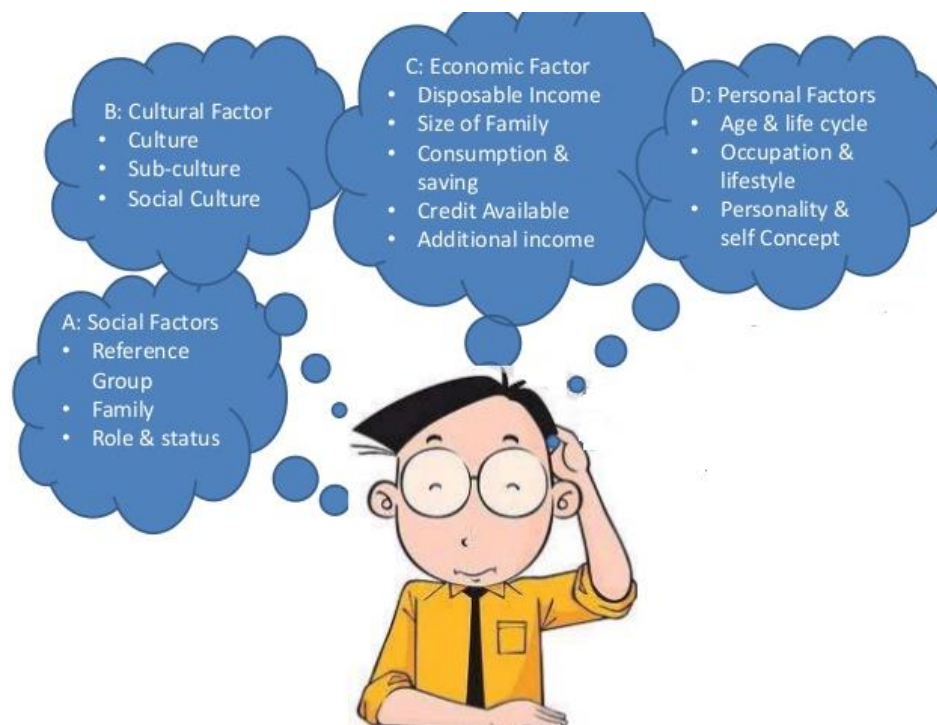 A: Social Factors
• Reference
Group
• Family
• Role & status
B: Cultural Factor
• Culture
• Sub-culture
• Social Culture
C: Economic Factor
• Disposable Income
• Size of Family
• Consumption &
saving
• Credit Available
• Additional income
D: Personal Factors
• Age & life cycle
• Occupation &
lifestyle
• Personality &
self Concept